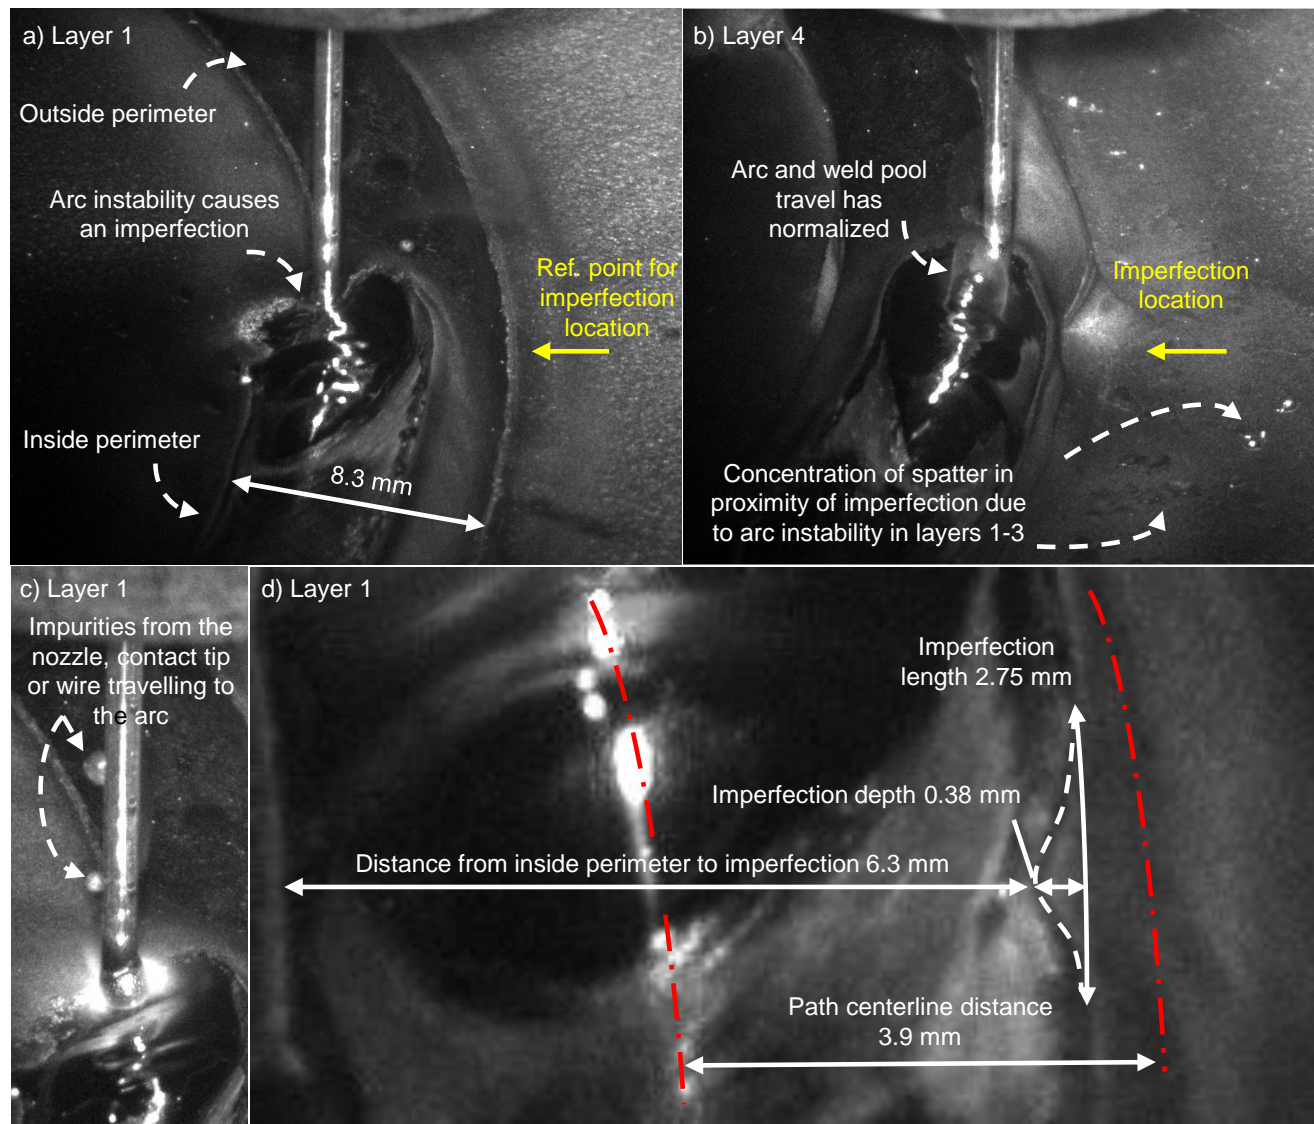 a) Layer 1
Outside perimeter
Arc instability causes
an imperfection
Ref. point for
imperfection
location
Inside perimeter
8.3 mm
b) Layer 4
Arc and weld pool
travel has
normalized
Imperfection
location
Concentration of spatter in
proximity of imperfection due
to arc instability in layers 1-3
c) Layer 1
Impurities from the
nozzle, contact tip
or wire travelling to
the arc
d) Layer 1
Imperfection
length 2.75 mm
Imperfection depth 0.38 mm
Distance from inside perimeter to imperfection 6.3 mm
Path centerline distance
3.9 mm